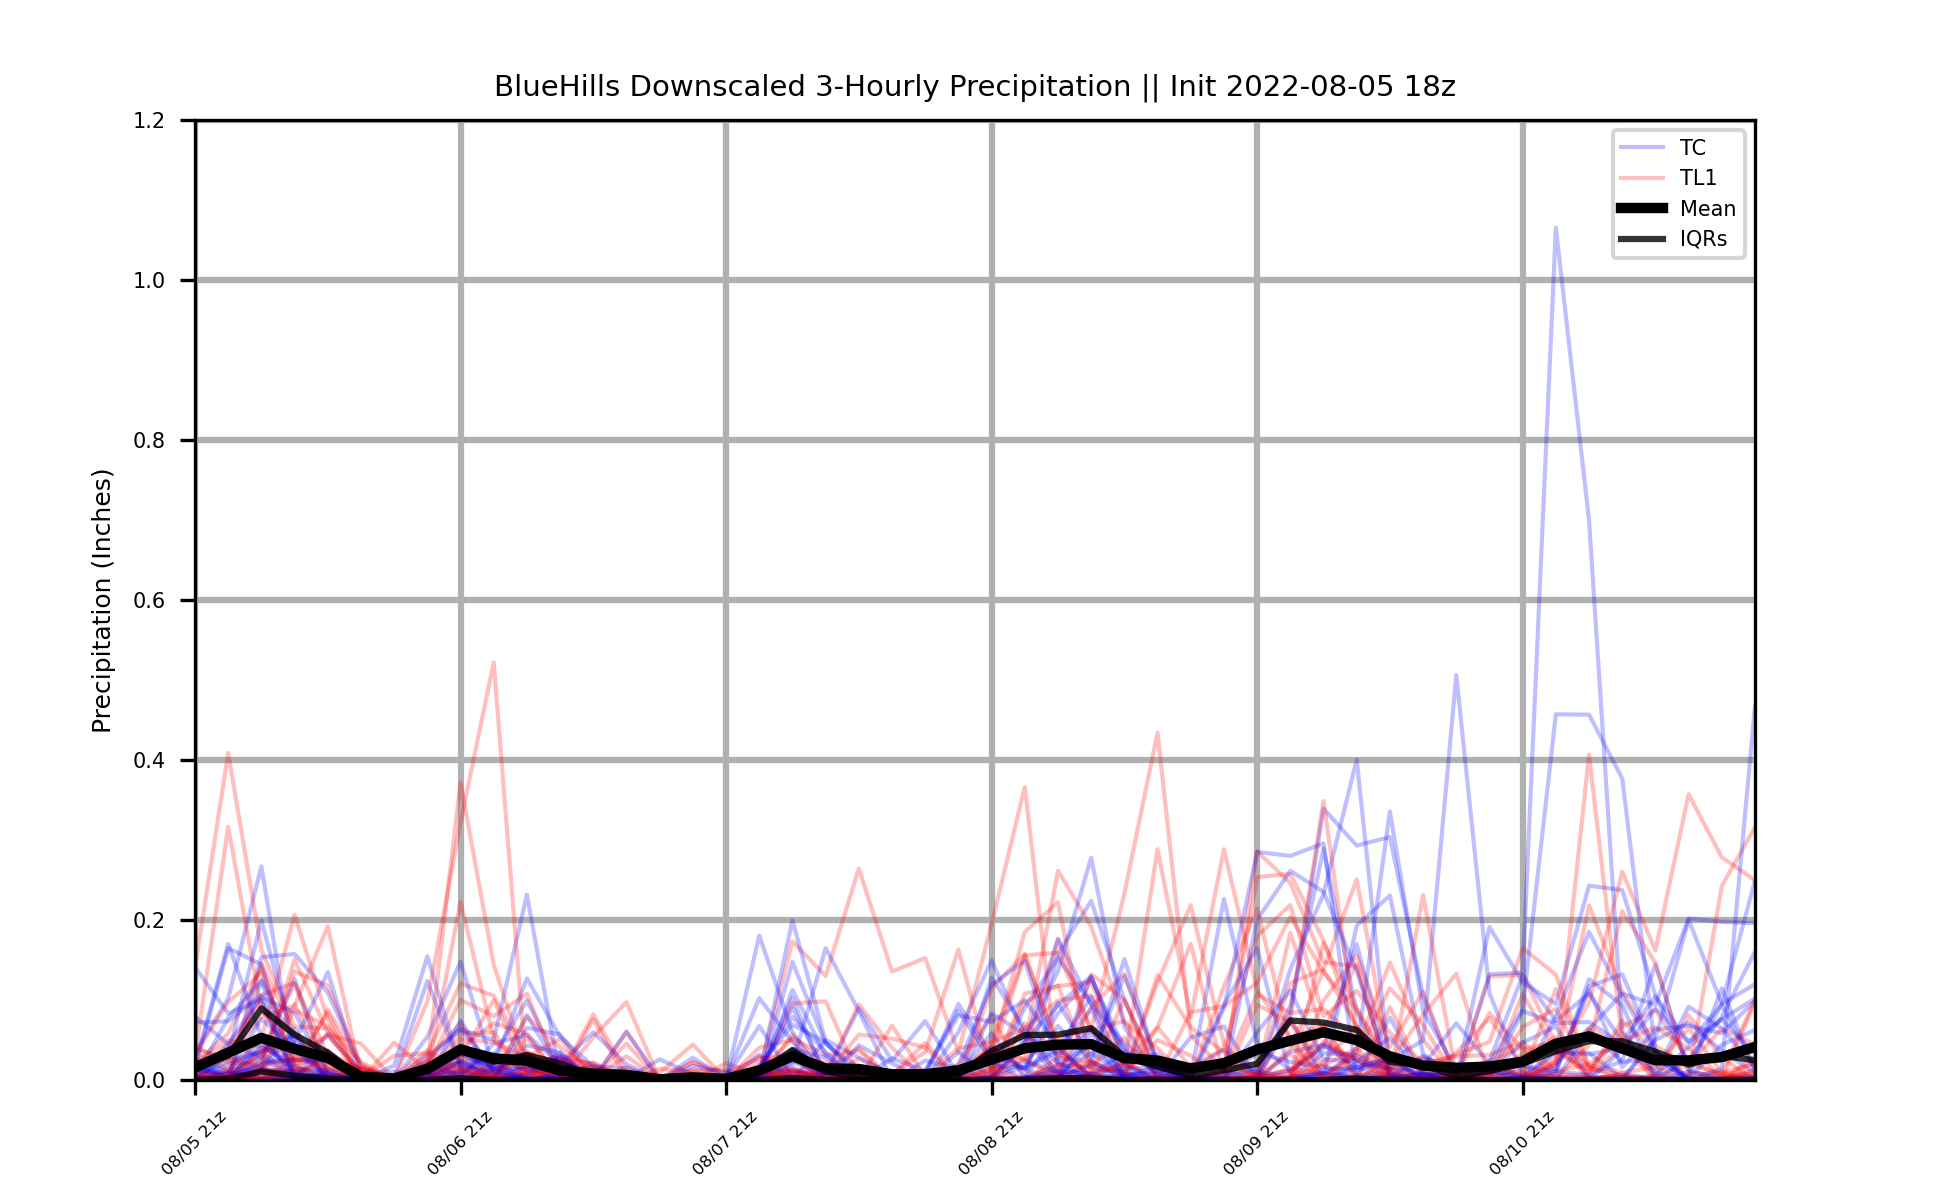 BlueHills Downscaled 3-Hourly Precipitation || Init 2022-08-05 18z
1.2
1.0
0.8
0.6
0.4
0.2
0.0
Precipitation (Inches)
TC
TL1
Mean
IQRs
08/05 21z
08/06 21z
08/07 21z
08/08 21z
08/09 21z
08/10 21z